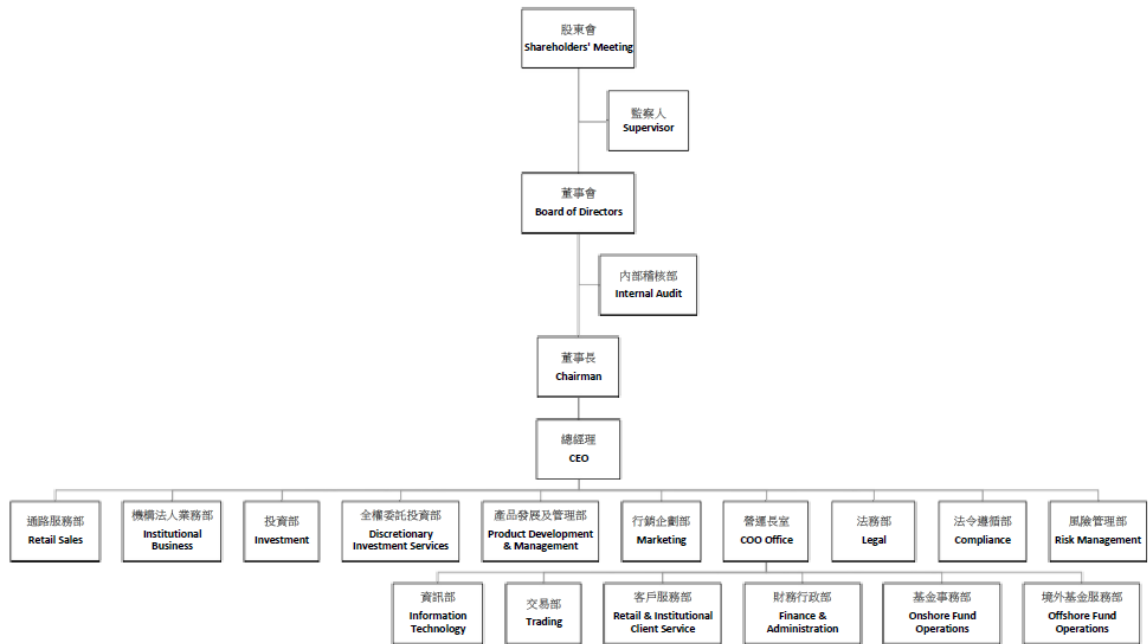 股東會
Shareholders' Meeting
監察人
Supervisor
董事會
Board of Directors
內部稽核部
Internal Audit
董事長
Chairman
總經理
CEO
通路服務部
Retail Sales
機構法人業務部
Institutional
Business
投資部
Investment
全權委託投資部
Discretionary
Investment Services
產品發展及管理部
Product Development
& Management
行銷企劃部
Marketing
營運長室
COO Office
法務部
Legal
法令遵循部
Compliance
風險管理部
Risk Management
資訊部
Information
Technology
交易部
Trading
客戶服務部
Retail & Institutional
Client Service
財務行政部
Finance &
Administration
基金事務部
Onshore Fund
Operations
境外基金服務部
Offshore Fund
Operations